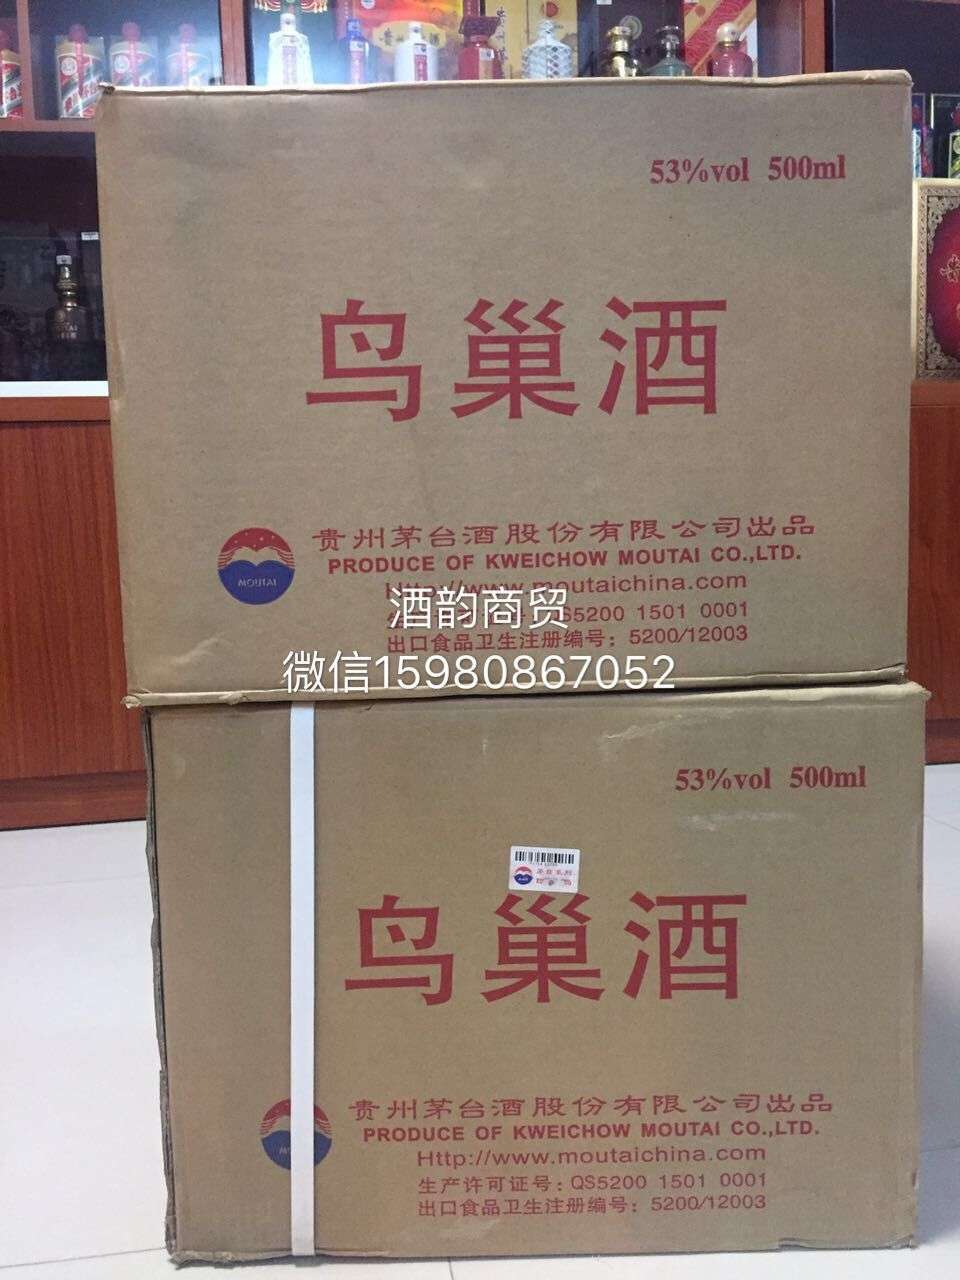 53%vol 500ml
鸟巢酒
MOUTAI
贵州茅台酒股份有限公司出品
PRODUCE OF KWEICHOW MOUTAI CO.,LTD.
Http://www.moutaichina.com
酒韵商贸
QS5200 1501 0001
出口食品卫生注册编号：5200/12003
微信15980867052
53%vol 500ml
鸟巢酒
贵州茅台酒股份有限公司出品
PRODUCE OF KWEICHOW MOUTAI CO.,LTD.
Http://www.moutaichina.com
生产许可证号：QS5200 1501 0001
出口食品卫生注册编号：5200/12003